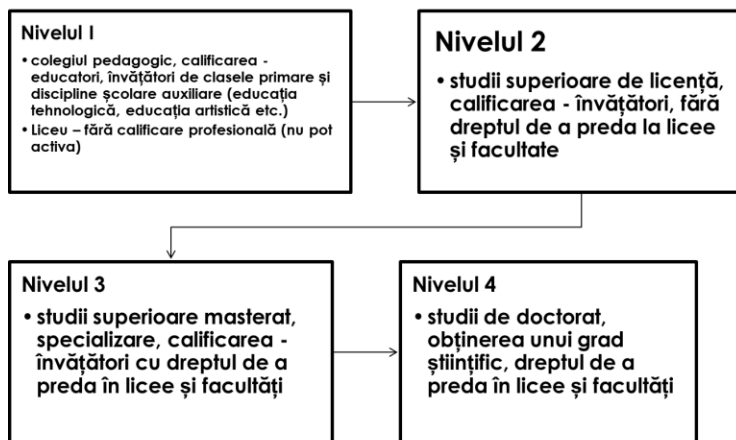 Nivelul I
• colegiul pedagogic, calificarea -
educatori, învățători de clasele primare și
discipline școlare auxiliare (educația
tehnologică, educația artistică etc.)
• Liceu – fără calificare profesională (nu pot
activa)
Nivelul 2
• studii superioare de licență,
calificarea - învățători, fără
dreptul de a preda la licee
și facultate
Nivelul 3
• studii superioare masterat,
specializare, calificarea -
învățători cu dreptul de a
preda în licee și facultăți
Nivelul 4
• studii de doctorat,
obținerea unui grad
științific, dreptul de a
preda în licee și facultăți